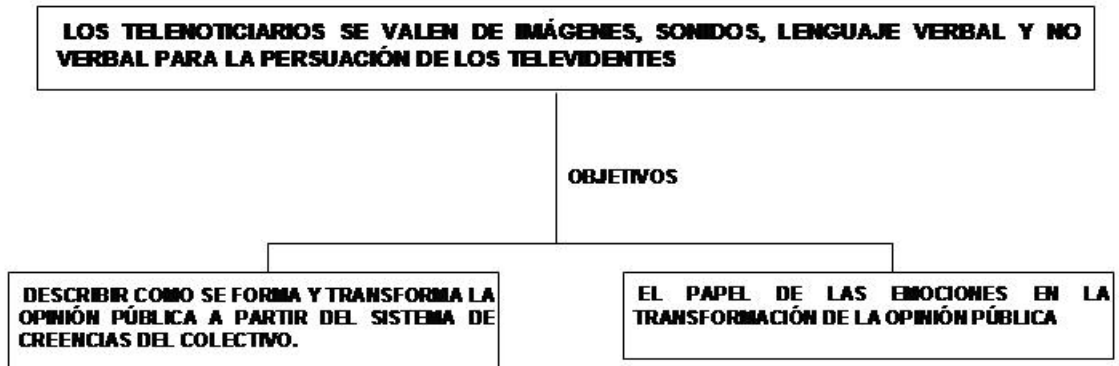 LOS TELENOTICIARIOS SE VALEN DE IMÁGENES, SONIDOS, LENGUAJE VERBAL Y NO
VERBAL PARA LA PERSUACIÓN DE LOS TELEVIDENTES
OBJETIVOS
DESCRIBIR COMO SE FORMA Y TRANSFORMA LA
OPINIÓN PÚBLICA A PARTIR DEL SISTEMA DE
CREENCIAS DEL COLECTIVO.
EL PAPEL DE LAS EMOCIONES EN LA
TRANSFORMACIÓN DE LA OPINIÓN PÚBLICA